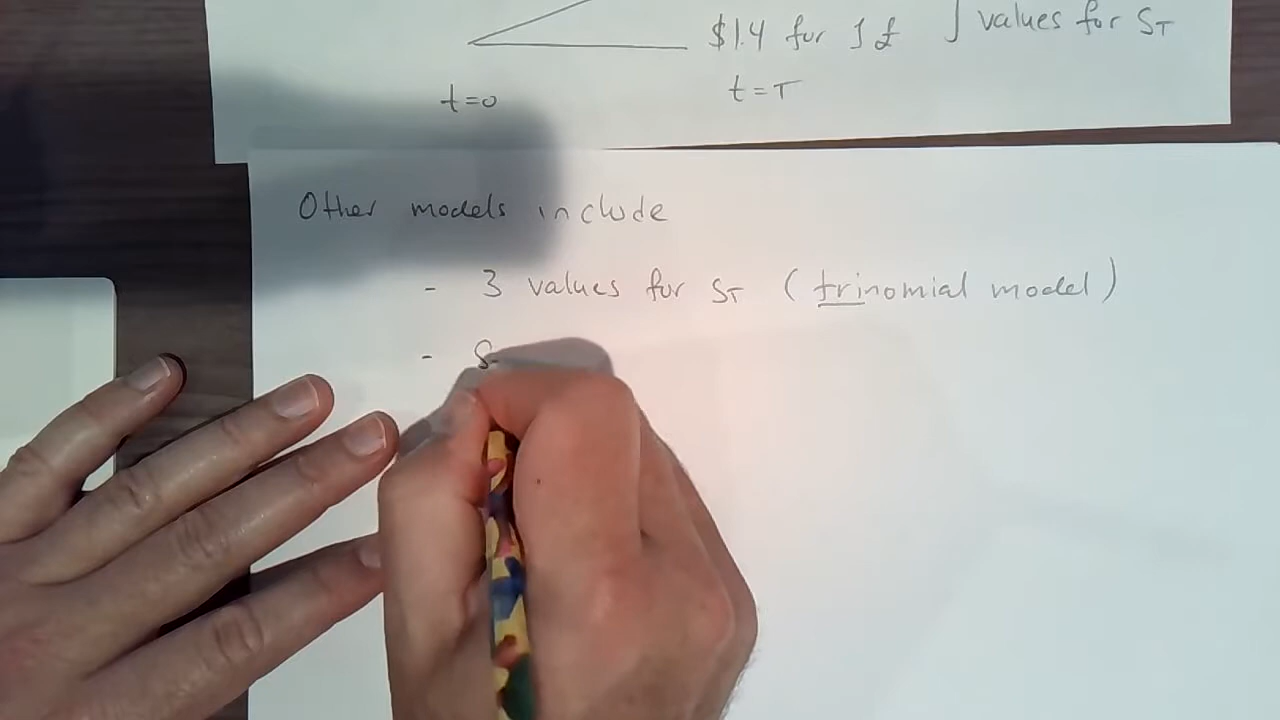 $1.4 for 1 £ } values for ST
t=0 t=T
Other models include
- 3 values for ST (trinomial model)
- S